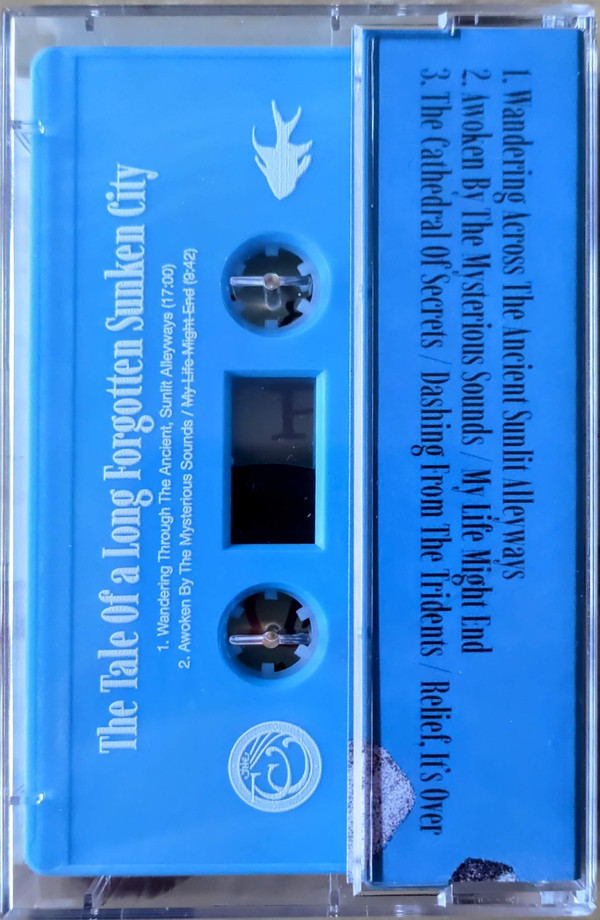 The Tale Of a Long Forgotten Sunken City
1. Wandering Through The Ancient, Sunlit Alleyways (17:00)
2. Awoken By The Mysterious Sounds / My Life Might End (9:42)
1. Wandering Across The Ancient Sunlit Alleyways
2. Awoken By The Mysterious Sounds / My Life Might End
3. The Cathedral Of Secrets / Dashing From The Tridents / Relief, It's Over